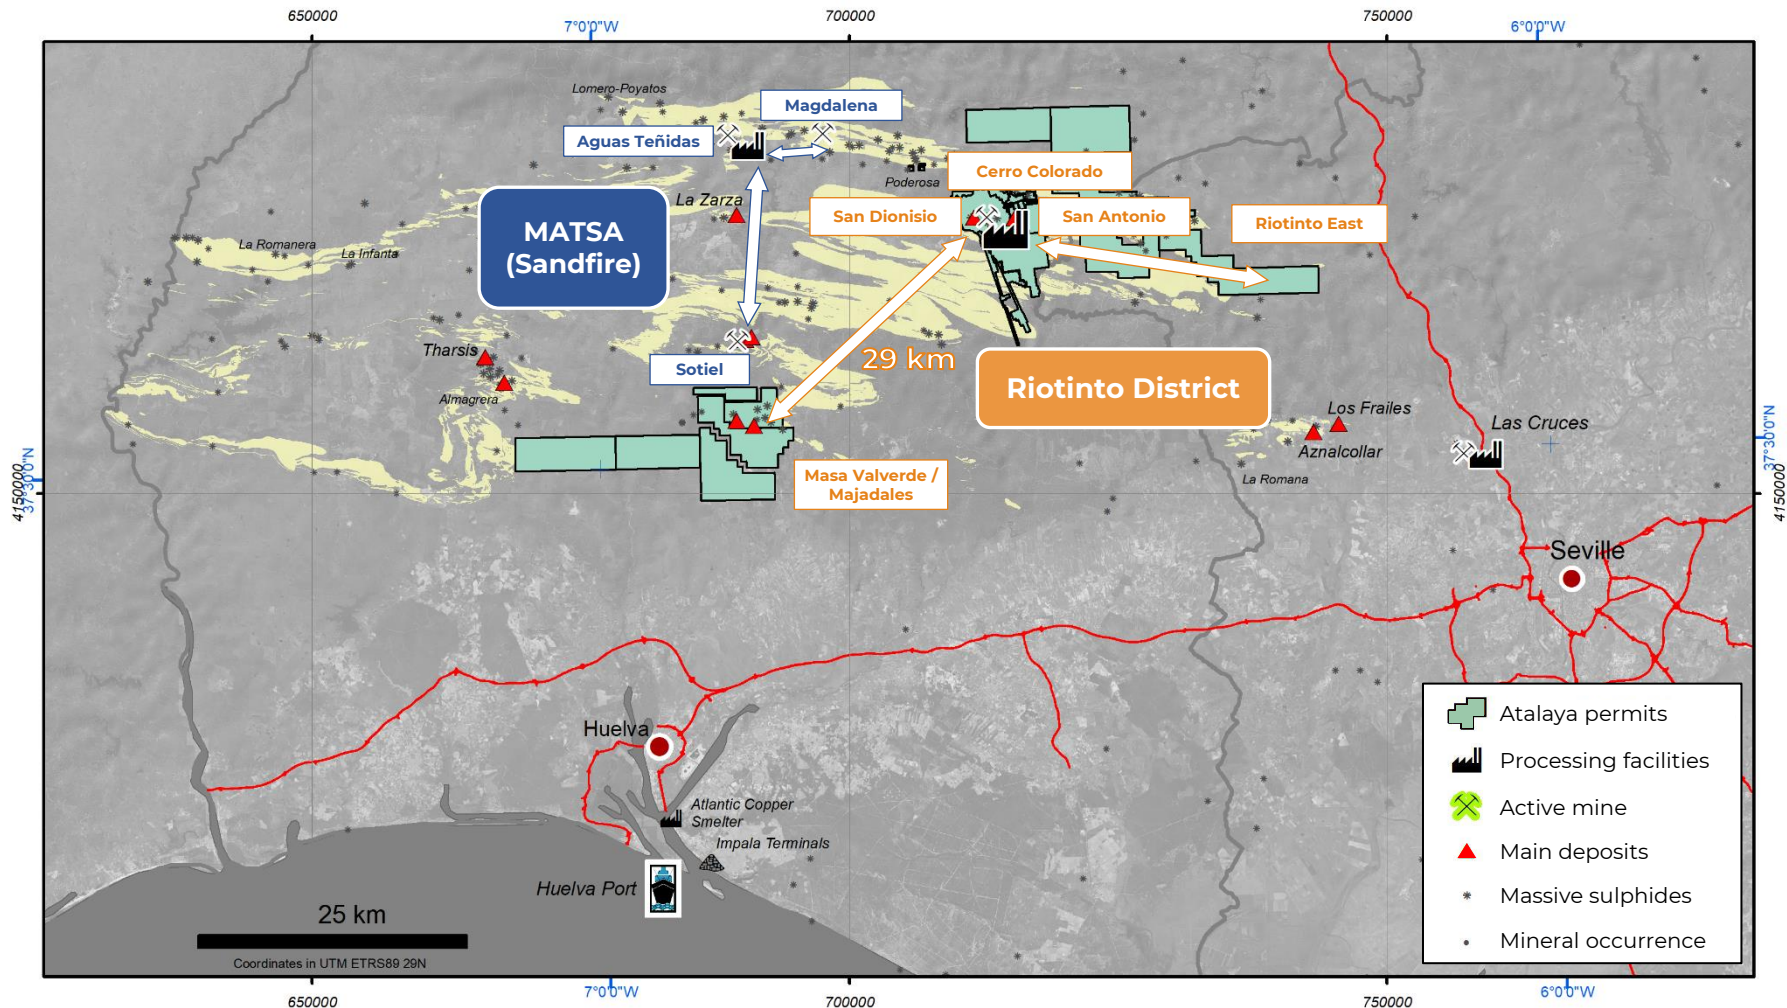 650000
700000
750000
7°0'0"W
6°0'0"W
Lomero-Poyatos
Magdalena
Aguas Teñidas
Poderosa
Cerro Colorado
La Zarza
MATSA
(Sandfire)
San Dionisio
San Antonio
Riotinto East
La Romanera
La Infanta
29 km
Tharsis
Sotiel
Riotinto District
Almagrera
Los Frailes
Las Cruces
Aznalcollar
Masa Valverde /
Majadales
La Romana
4150000
37°30'0"N
37°30'0"N
4150000
Seville
Huelva
Atlantic Copper
Smelter
Impala Terminals
Huelva Port
25 km
Coordinates in UTM ETRS89 29N
Atalaya permits
Processing facilities
Active mine
Main deposits
Massive sulphides
Mineral occurrence
7°0'0"W
6°0'0"W
650000
700000
750000